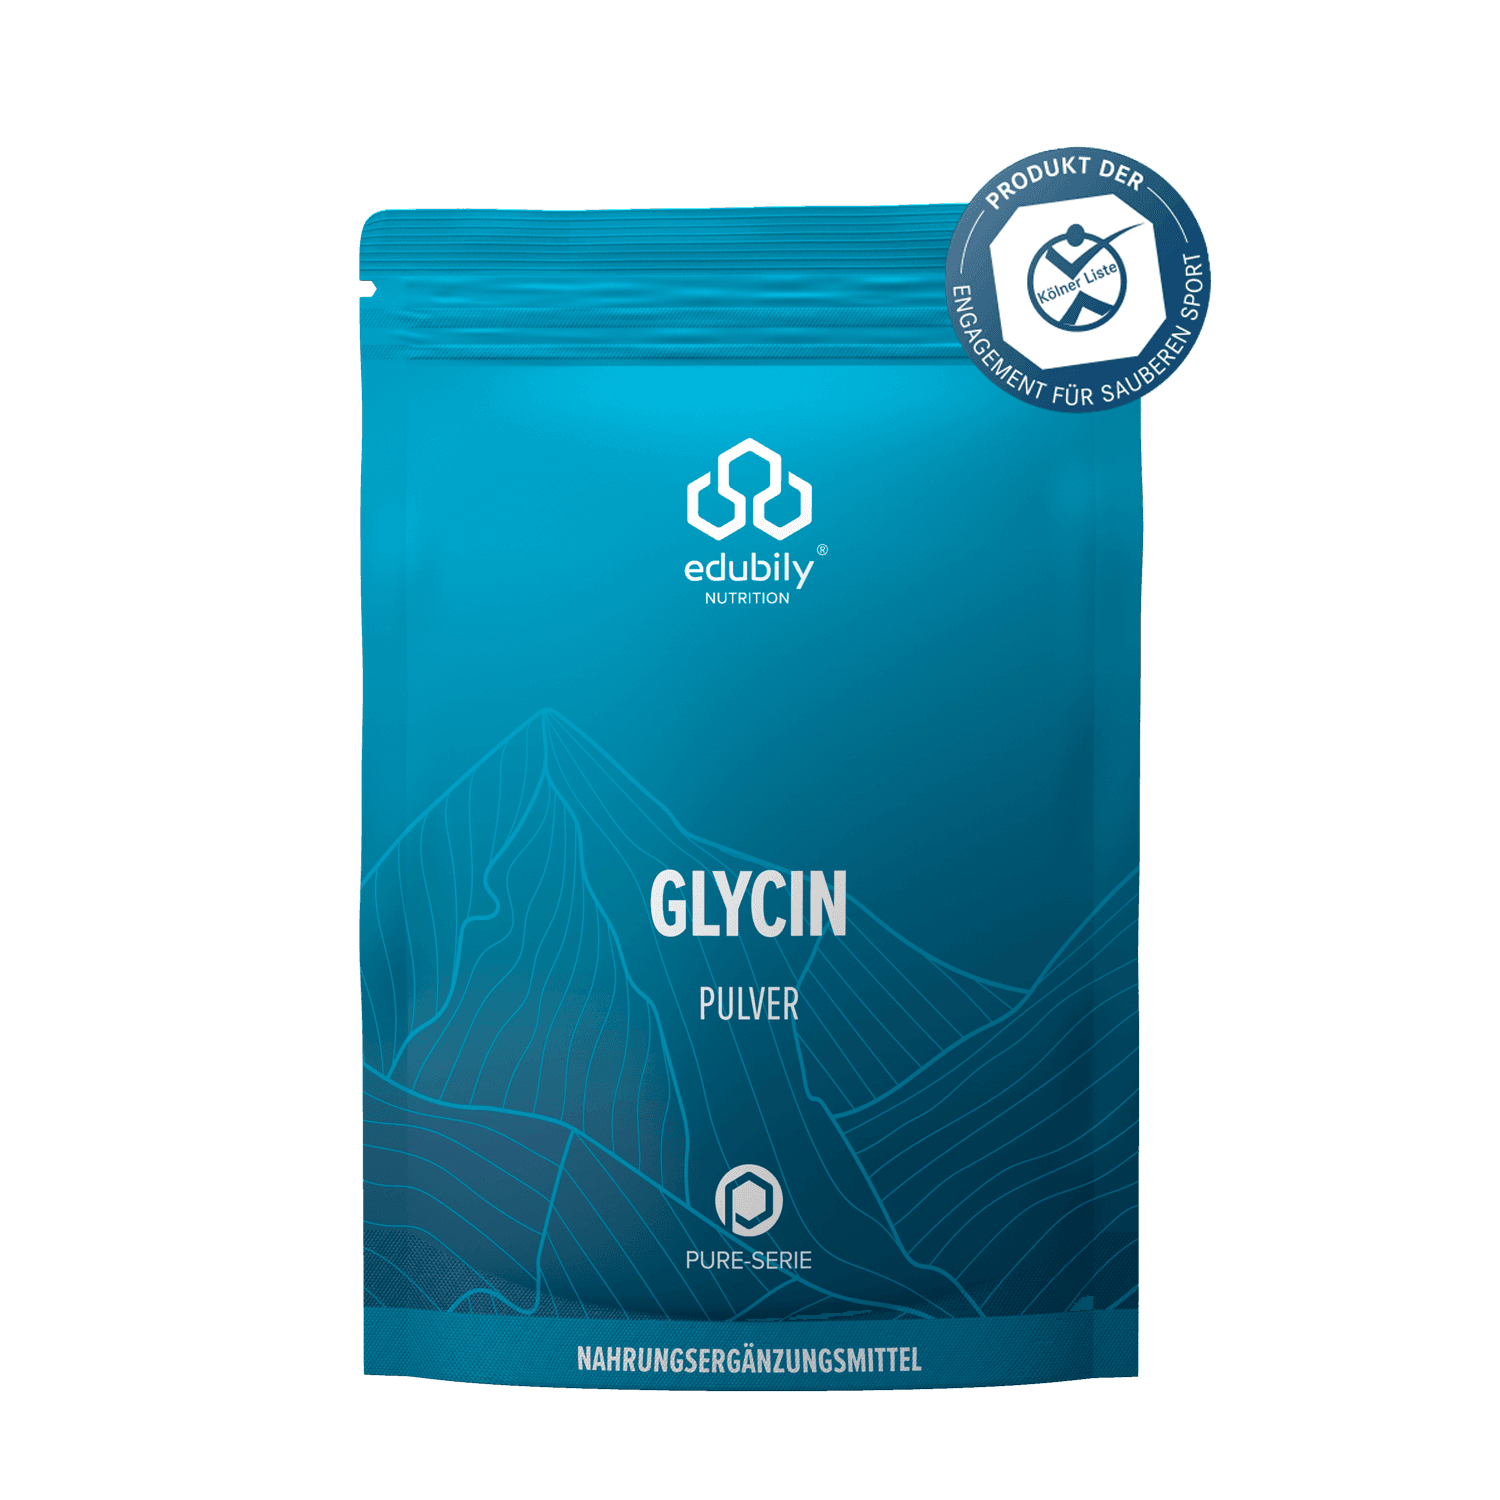 PRODUKT DER
Kölner Liste
ENGAGEMENT FÜR SAUBEREN SPORT
edubily®
NUTRITION
GLYCIN
PULVER
PURE-SERIE
NAHRUNGSERGÄNZUNGSMITTEL